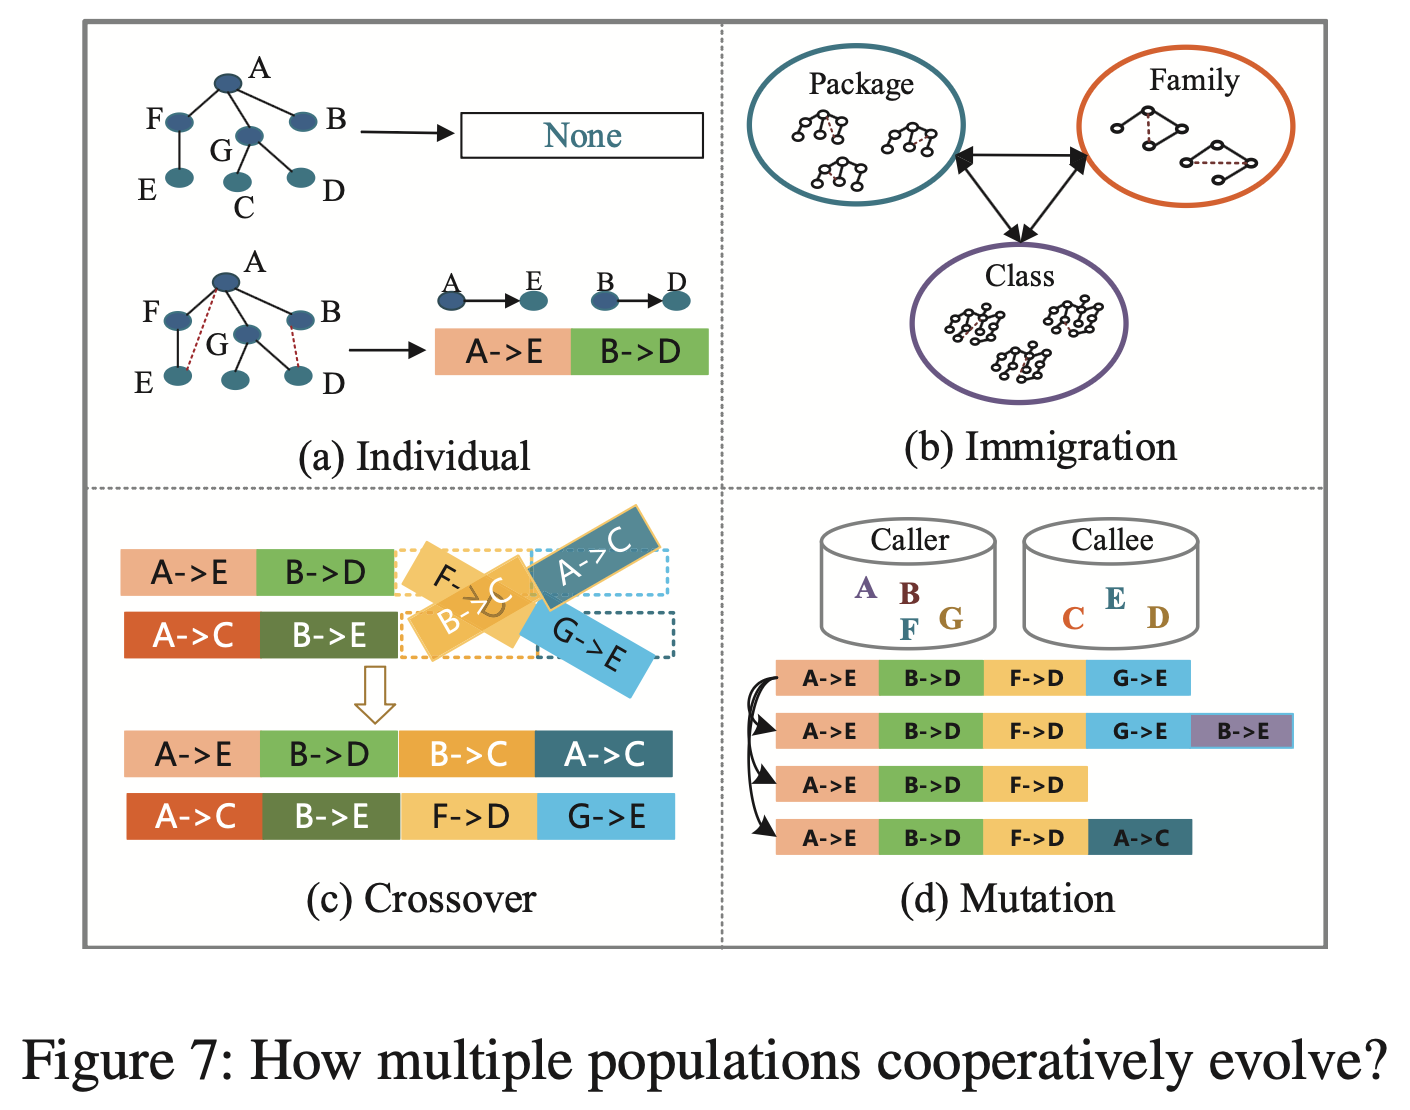 A
F
B
G
E
C
D
None
A
F
B
G
E
D
A
E
B
D
A->E
B->D
(a) Individual
Package
Family
Class
(b) Immigration
A->E
B->D
F->D
A->C
A->C
B->E
B->C
G->E
A->E
B->D
B->C
A->C
A->C
B->E
F->D
G->E
(c) Crossover
Caller
A
B
F
G
Callee
C
E
D
A->E
B->D
F->D
G->E
A->E
B->D
F->D
G->E
B->E
A->E
B->D
F->D
A->E
B->D
F->D
A->C
(d) Mutation
Figure 7: How multiple populations cooperatively evolve?